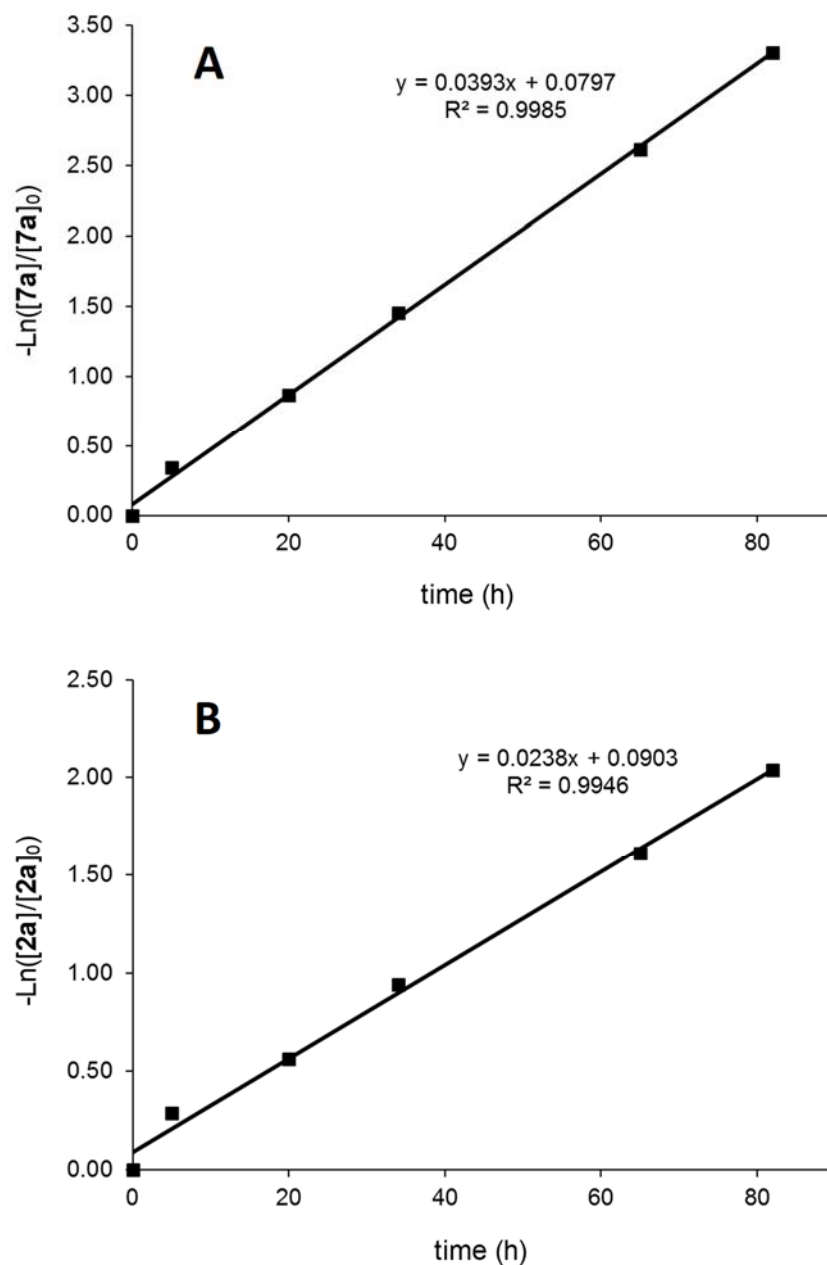 A
y = 0.0393x + 0.0797
R² = 0.9985
3.50
3.00
2.50
2.00
1.50
1.00
0.50
0.00
-Ln([7a]/[7a]₀)
0 20 40 60 80
time (h)
B
y = 0.0238x + 0.0903
R² = 0.9946
2.50
2.00
1.50
1.00
0.50
0.00
-Ln([2a]/[2a]₀)
0 20 40 60 80
time (h)